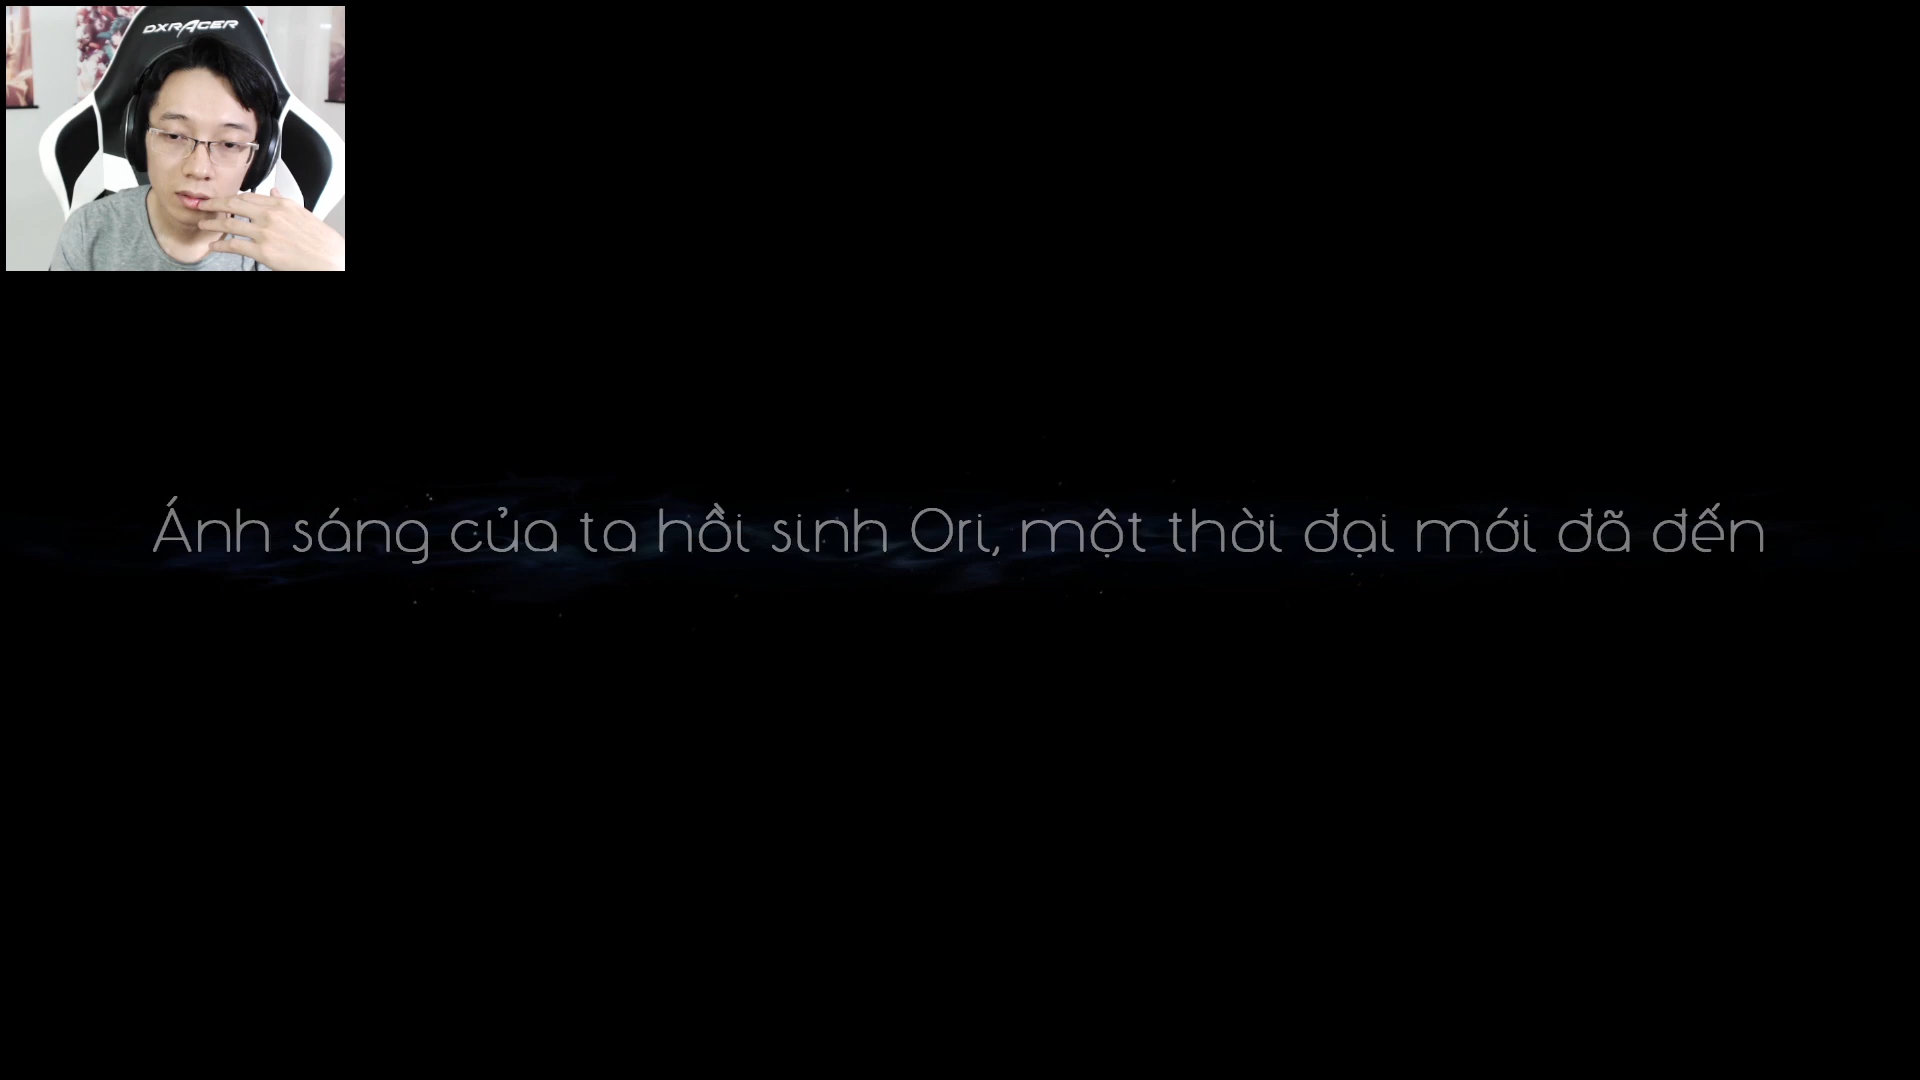 DXRACER
Ánh sáng của ta hồi sinh Ori, một thời đại mới đã đến